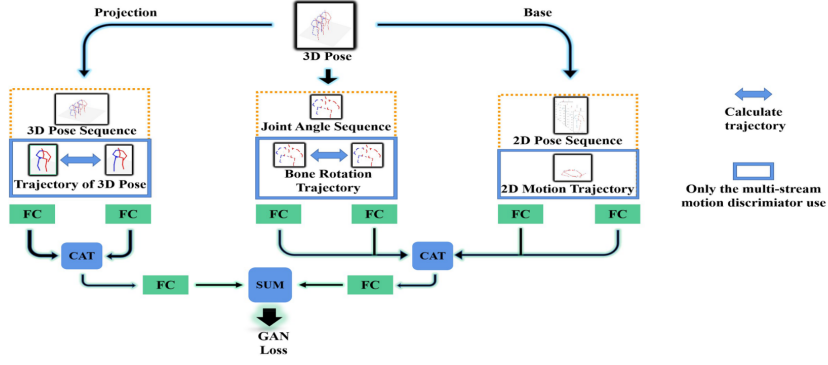 Projection
Base
3D Pose
3D Pose Sequence
Trajectory of 3D Pose
Joint Angle Sequence
Bone Rotation
Trajectory
2D Pose Sequence
2D Motion Trajectory
Calculate
trajectory
Only the multi-stream
motion discrimiator use
FC
FC
FC
FC
FC
FC
CAT
CAT
FC
SUM
FC
GAN
Loss